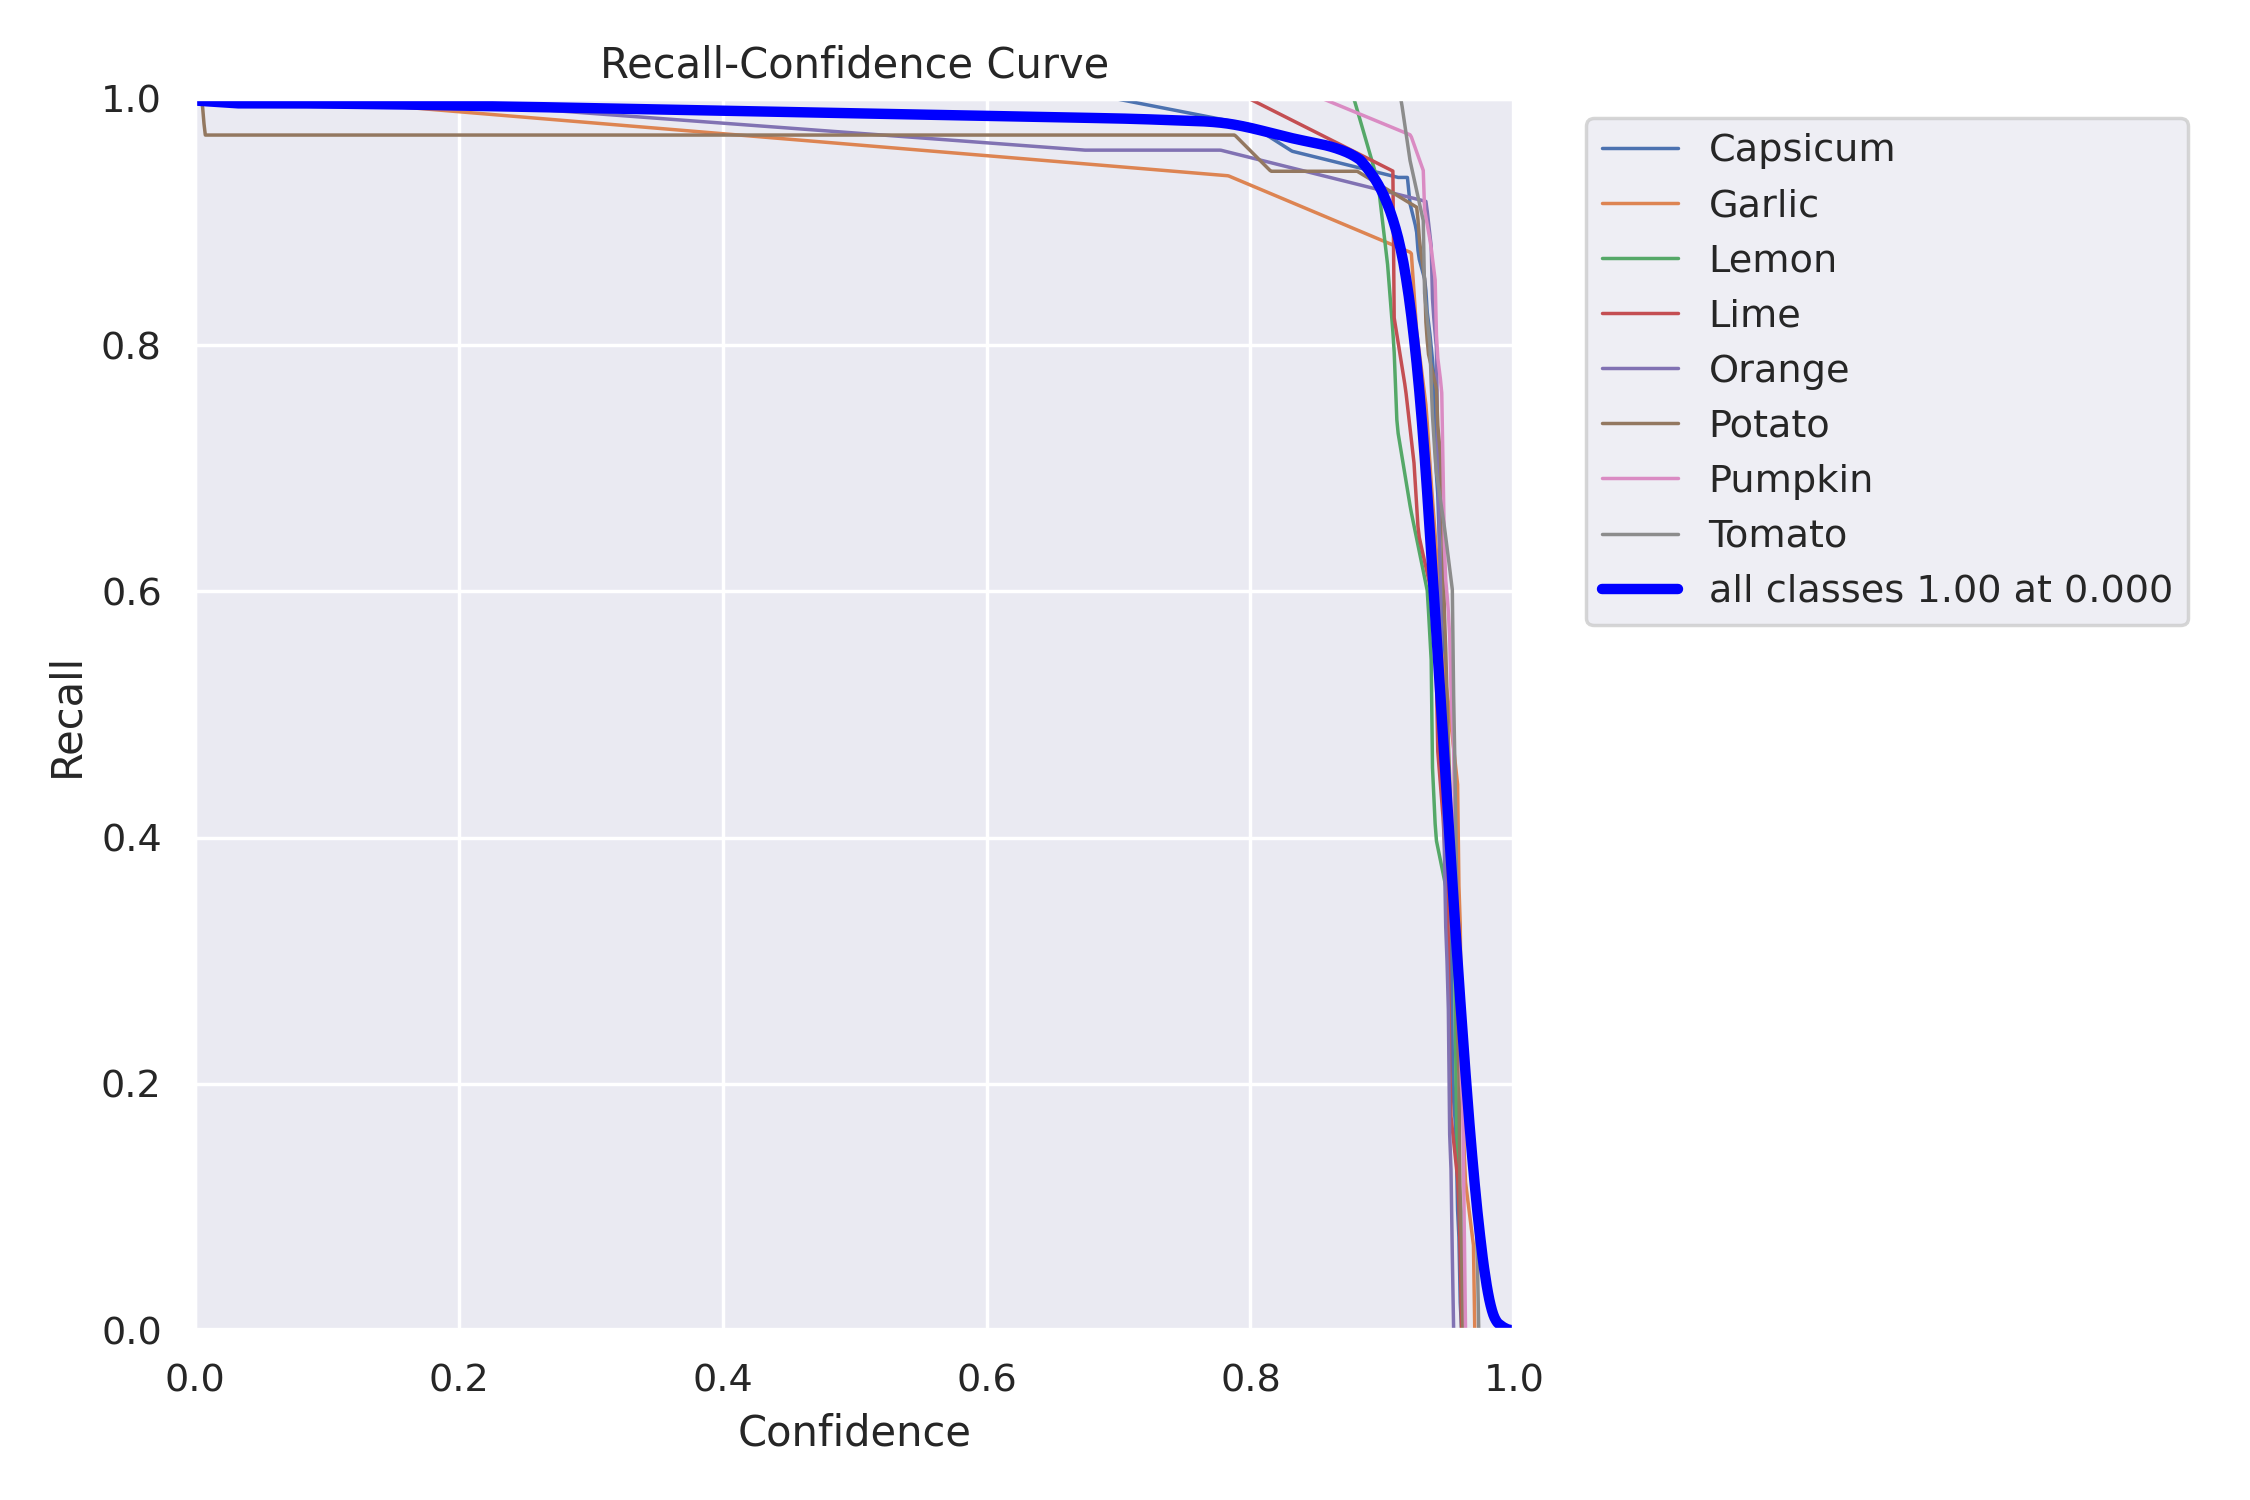 Recall-Confidence Curve
1.0
0.8
0.6
0.4
0.2
0.0
Recall
0.0 0.2 0.4 0.6 0.8 1.0
Confidence
Capsicum
Garlic
Lemon
Lime
Orange
Potato
Pumpkin
Tomato
all classes 1.00 at 0.000